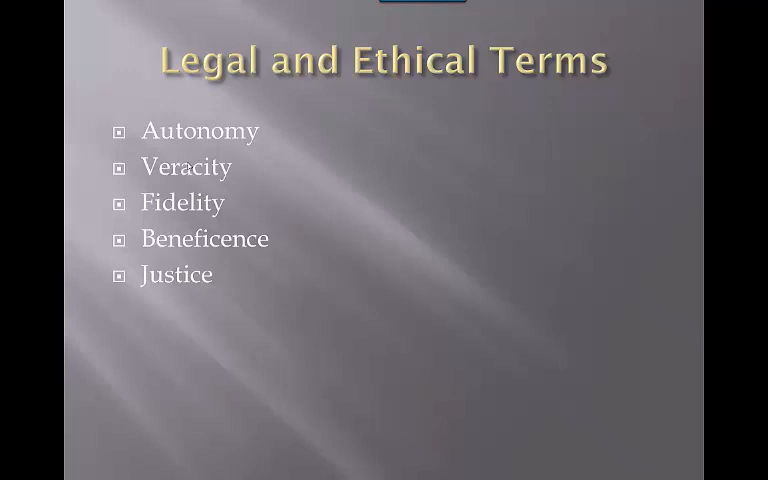 Legal and Ethical Terms
Autonomy
Veracity
Fidelity
Beneficence
Justice